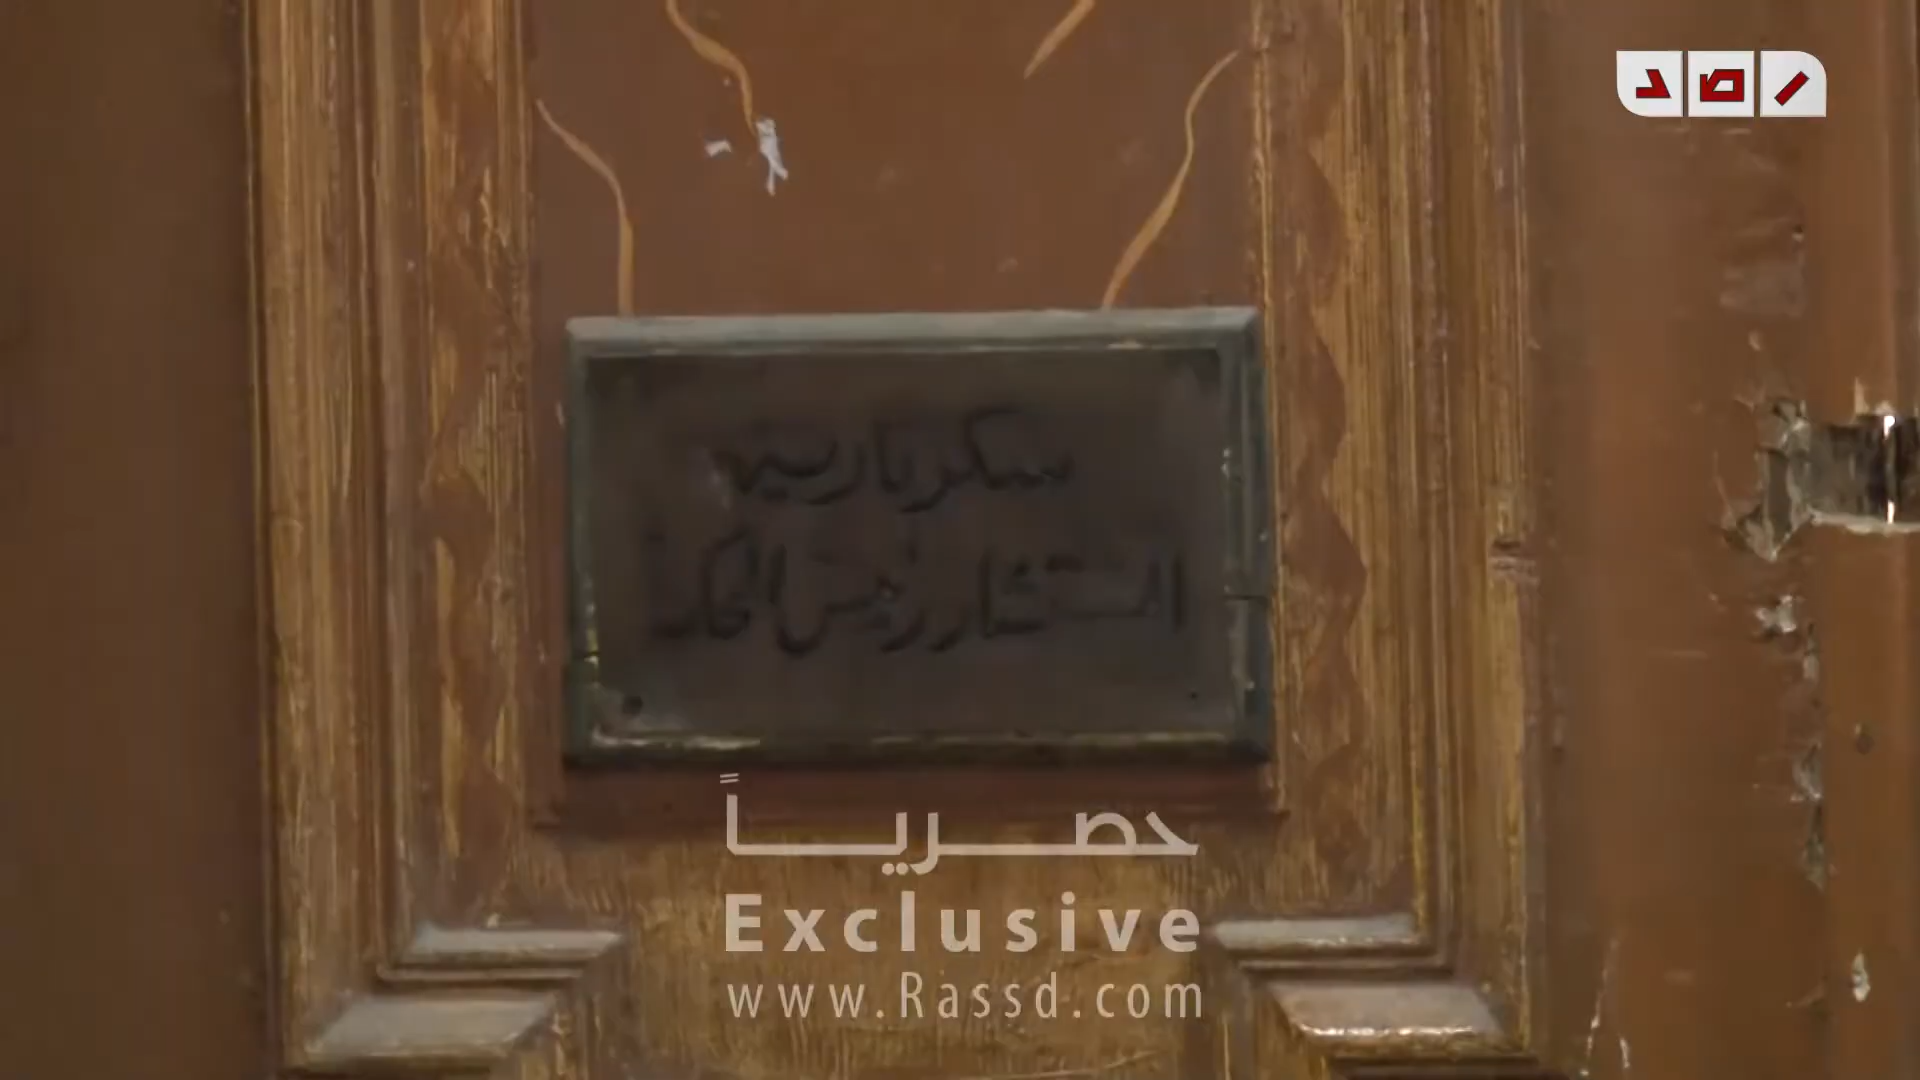 رصد
سكرتارية
المستشار رئيس المحكمة
حصرياً
Exclusive
www.Rassd.com